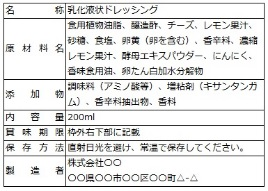 名称 乳化液状ドレッシング
原材料名 食用植物油脂、醸造酢、チーズ、レモン果汁、
砂糖、食塩、卵黄（卵を含む）、香辛料、濃縮
レモン果汁、酵母エキスパウダー、にんにく、
香味食用油、卵たん白加水分解物
添加物 調味料（アミノ酸等）、増粘剤（キサンタンガ
ム）、香辛料抽出物、香料
内容量 200ml
賞味期限 枠外右下部に記載
保存方法 直射日光を避け、常温で保存してください。
製造者 株式会社〇〇
〇〇県〇〇市〇〇区〇〇町△-△